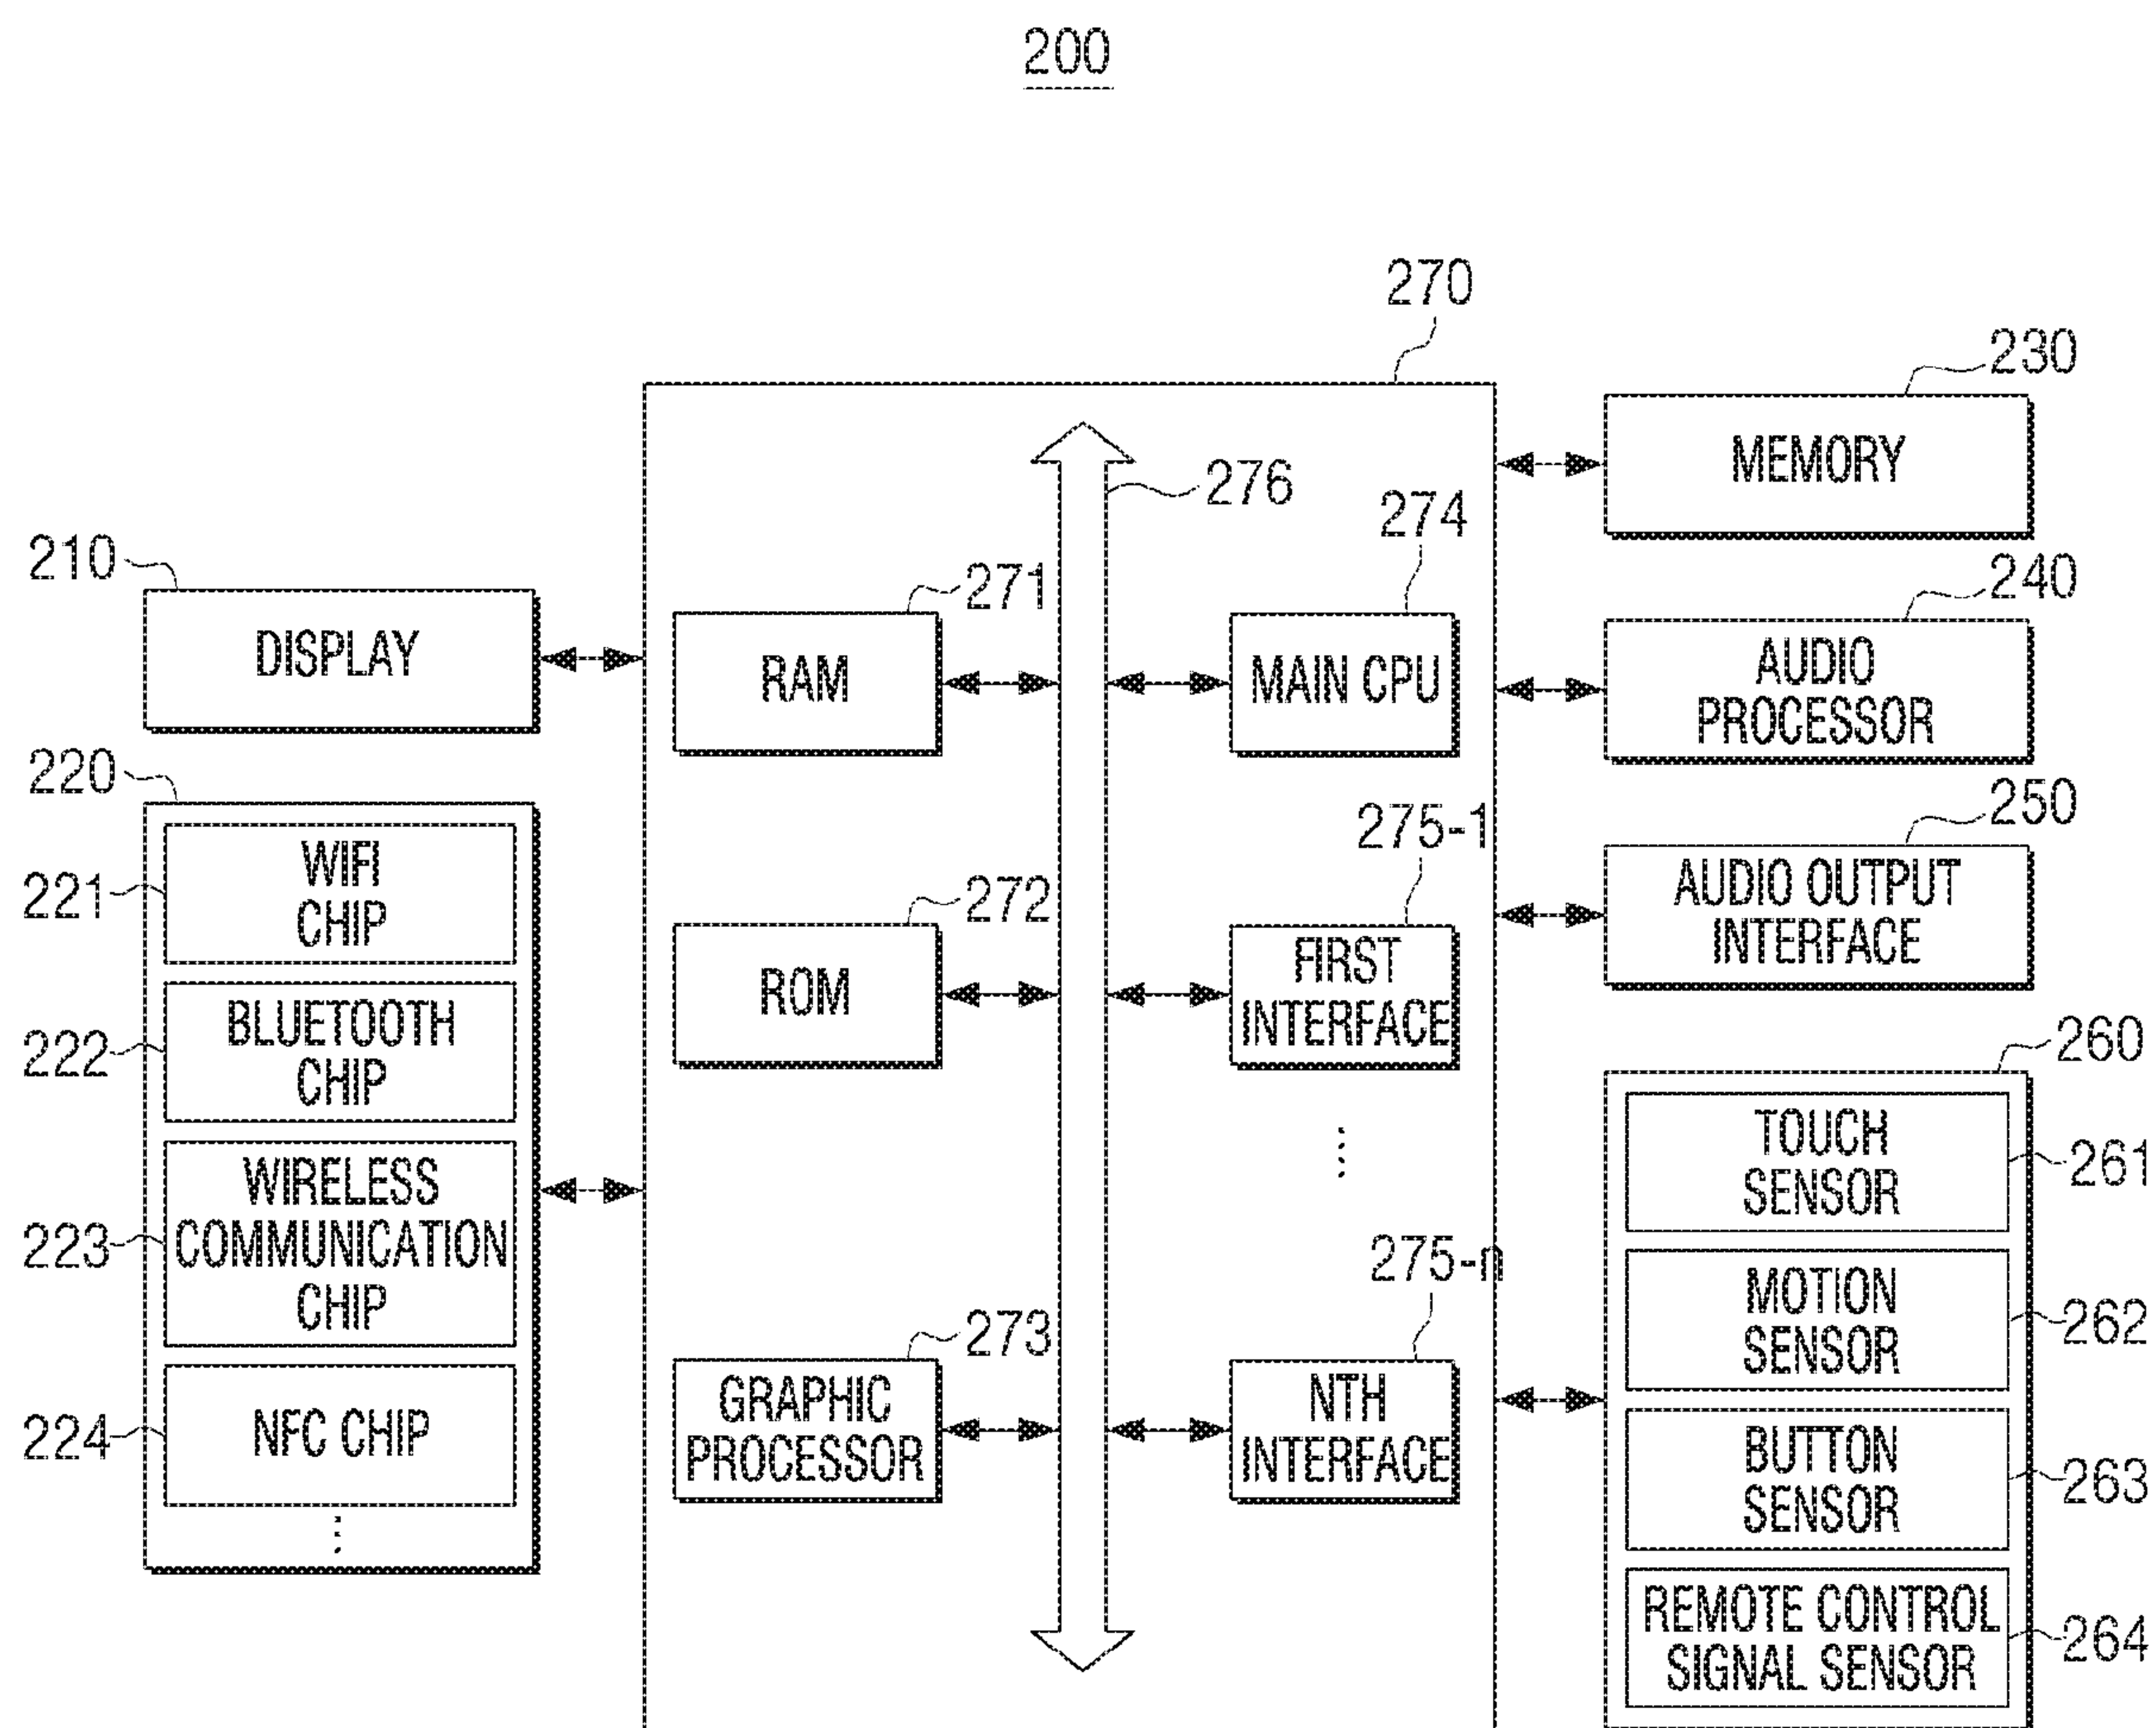 200
270
230
MEMORY
276
274
210
DISPLAY
271
RAM
MAIN CPU
240
AUDIO
PROCESSOR
220
221
WIFI
CHIP
222
BLUETOOTH
CHIP
223
WIRELESS
COMMUNICATION
CHIP
224
NFC CHIP
272
ROM
275-1
FIRST
INTERFACE
250
AUDIO OUTPUT
INTERFACE
273
GRAPHIC
PROCESSOR
275-n
NTH
INTERFACE
260
TOUCH
SENSOR
261
MOTION
SENSOR
262
BUTTON
SENSOR
263
REMOTE CONTROL
SIGNAL SENSOR
264